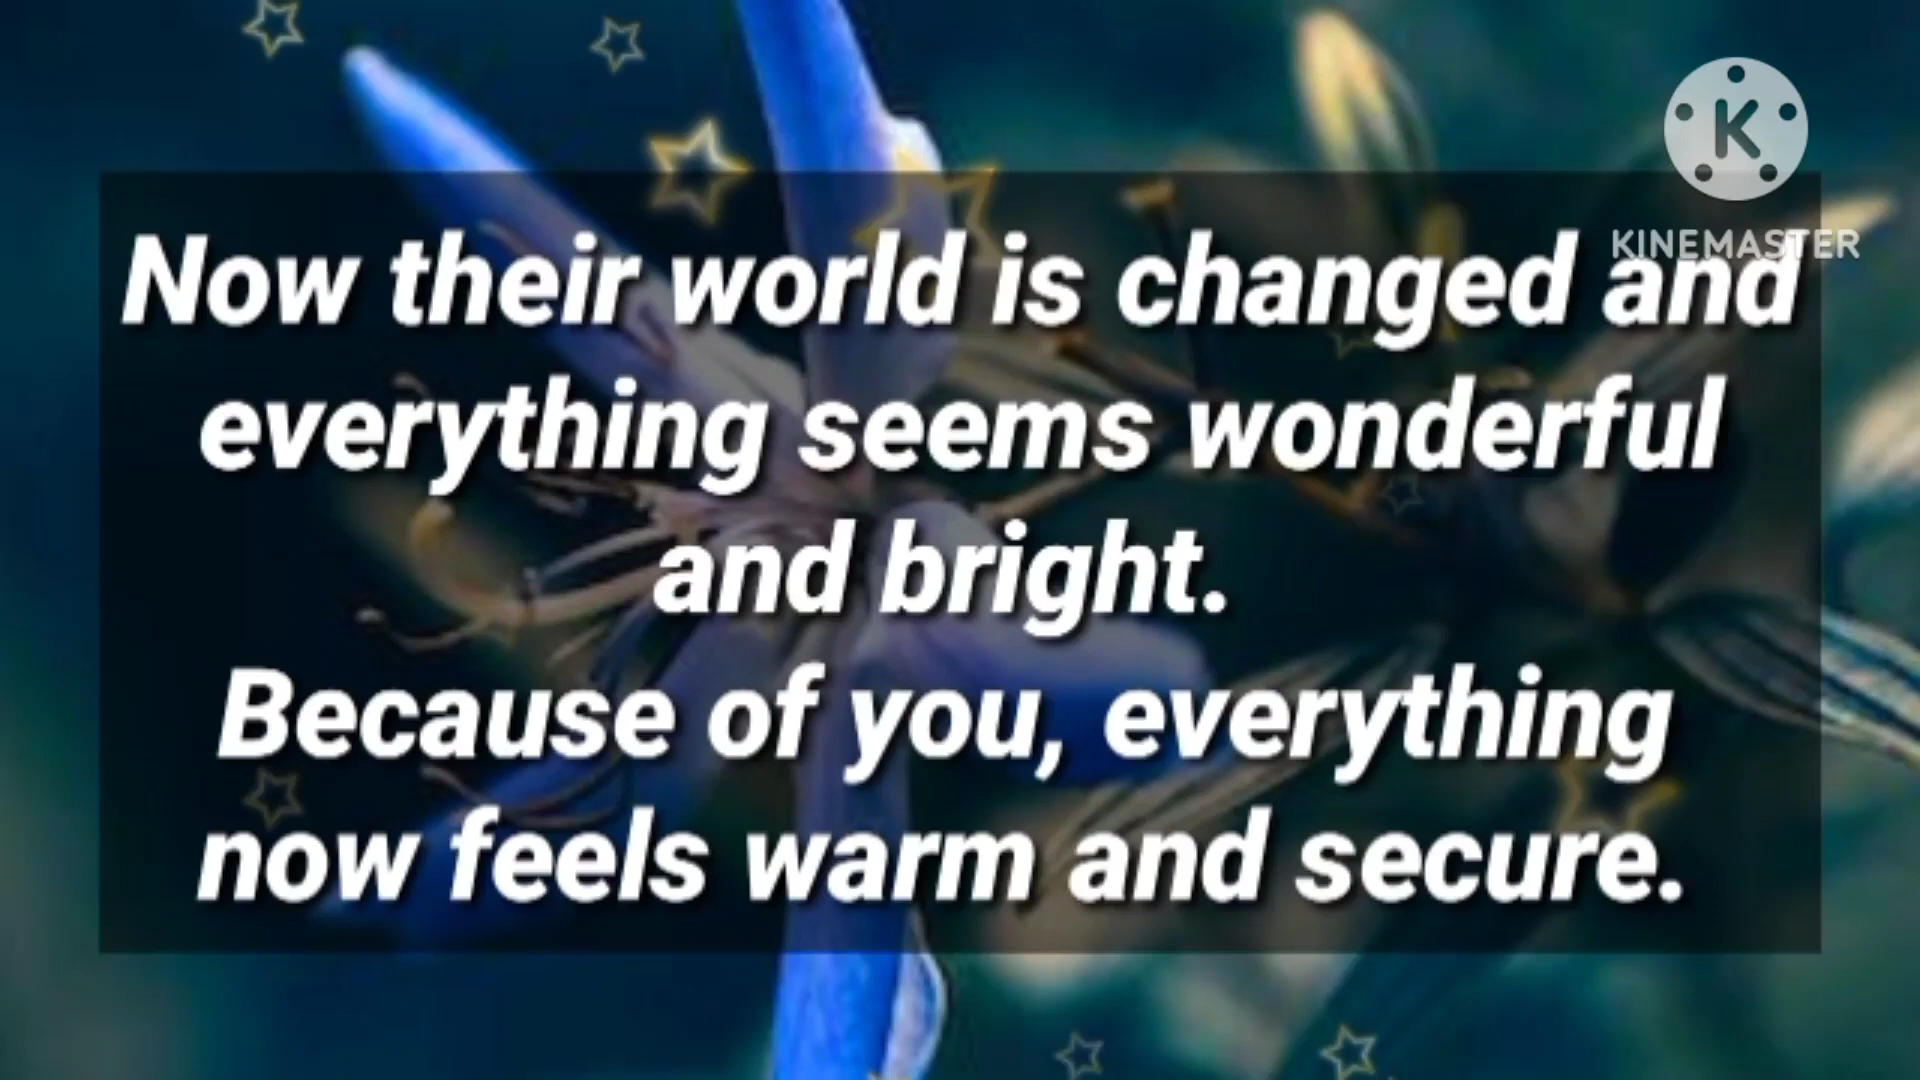 K
KINEMASTER
Now their world is changed and
everything seems wonderful
and bright.
Because of you, everything
now feels warm and secure.